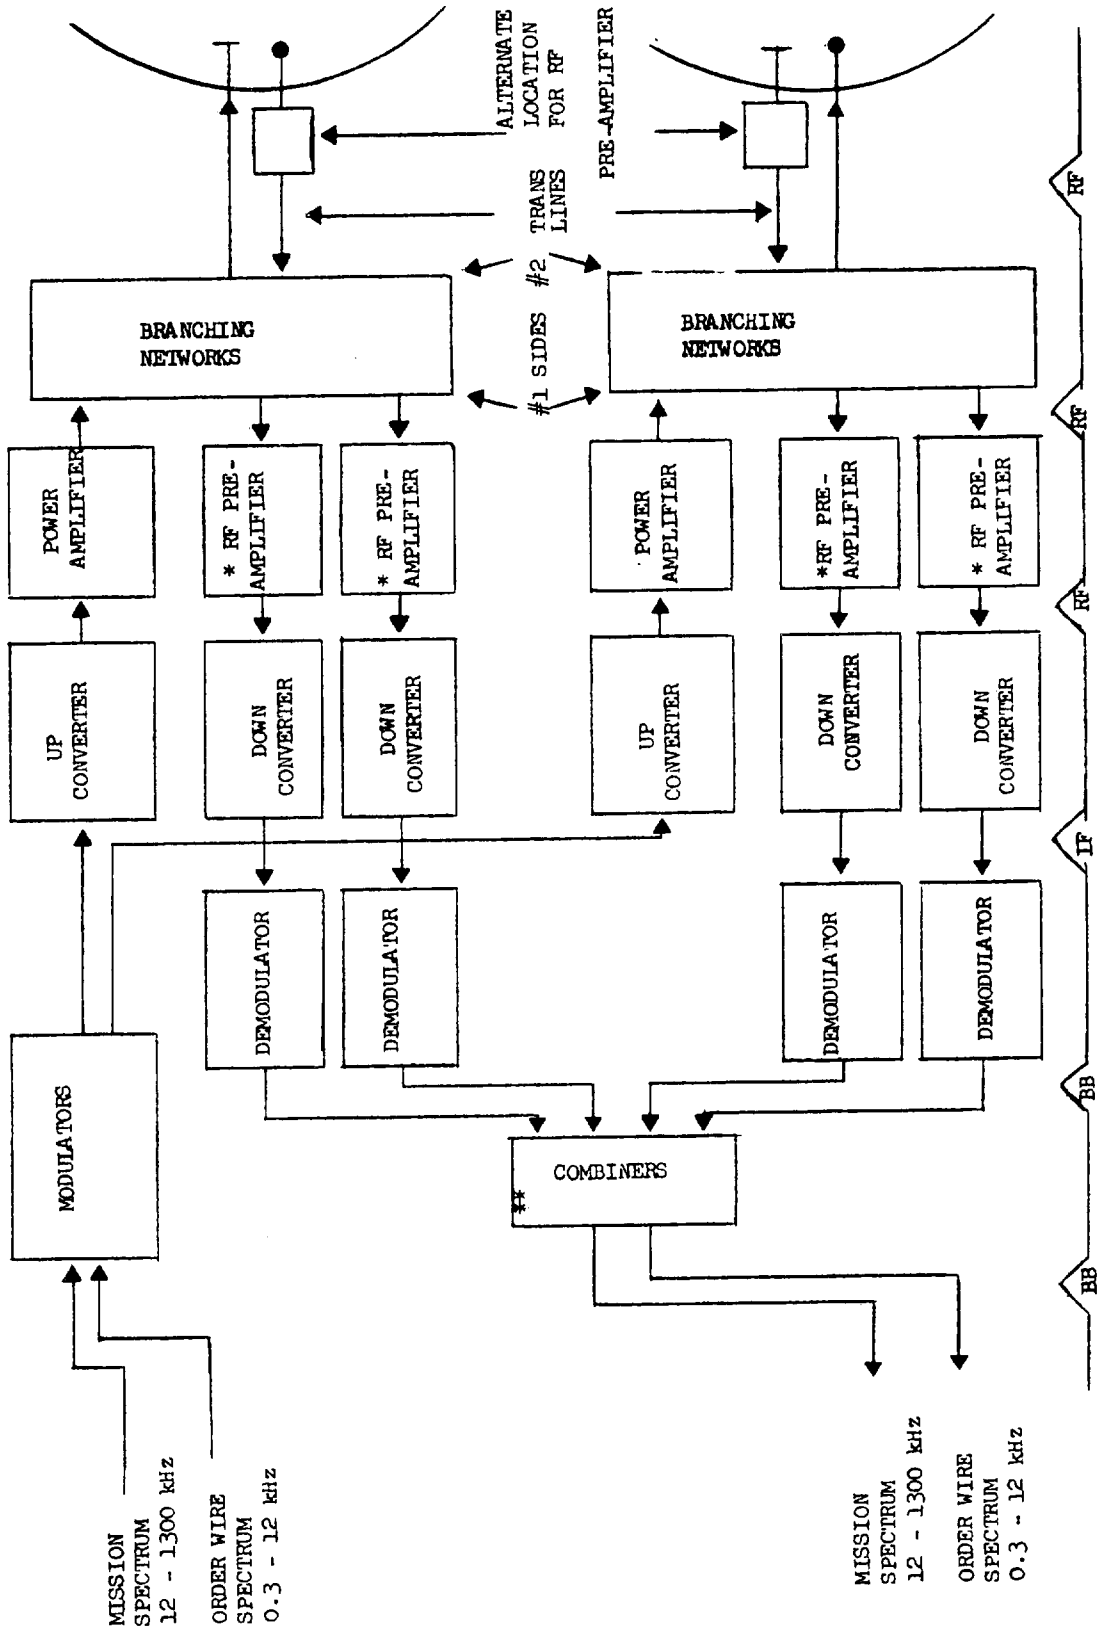 MISSION
SPECTRUM
12 - 1300 kHz
ORDER WIRE
SPECTRUM
0.3 - 12 kHz
MODULATORS
UP
CONVERTER
POWER
AMPLIFIER
DEMODULATOR
DOWN
CONVERTER
* RF PRE-
AMPLIFIER
DEMODULATOR
DOWN
CONVERTER
* RF PRE-
AMPLIFIER
BRANCHING
NETWORKS
**
COMBINERS
#1 SIDES #2
TRANS
LINES
ALTERNATE
LOCATION
FOR RF
PRE-AMPLIFIER
UP
CONVERTER
POWER
AMPLIFIER
DEMODULATOR
DOWN
CONVERTER
*RF PRE-
AMPLIFIER
DEMODULATOR
DOWN
CONVERTER
* RF PRE-
AMPLIFIER
BRANCHING
NETWORKS
MISSION
SPECTRUM
12 - 1300 kHz
ORDER WIRE
SPECTRUM
0.3 - 12 kHz
BB
BB
IF
RF
RF
RF